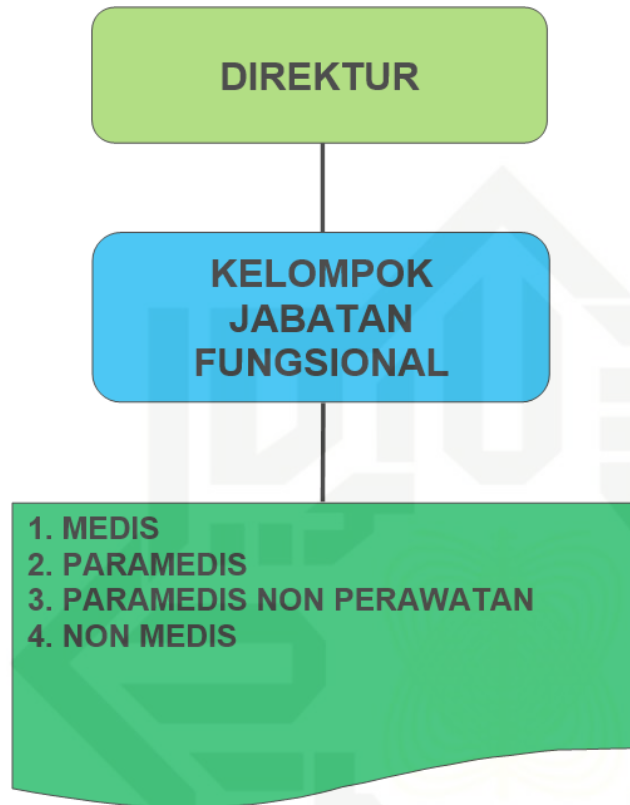 DIREKTUR
KELOMPOK
JABATAN
FUNGSIONAL
1. MEDIS
2. PARAMEDIS
3. PARAMEDIS NON PERAWATAN
4. NON MEDIS